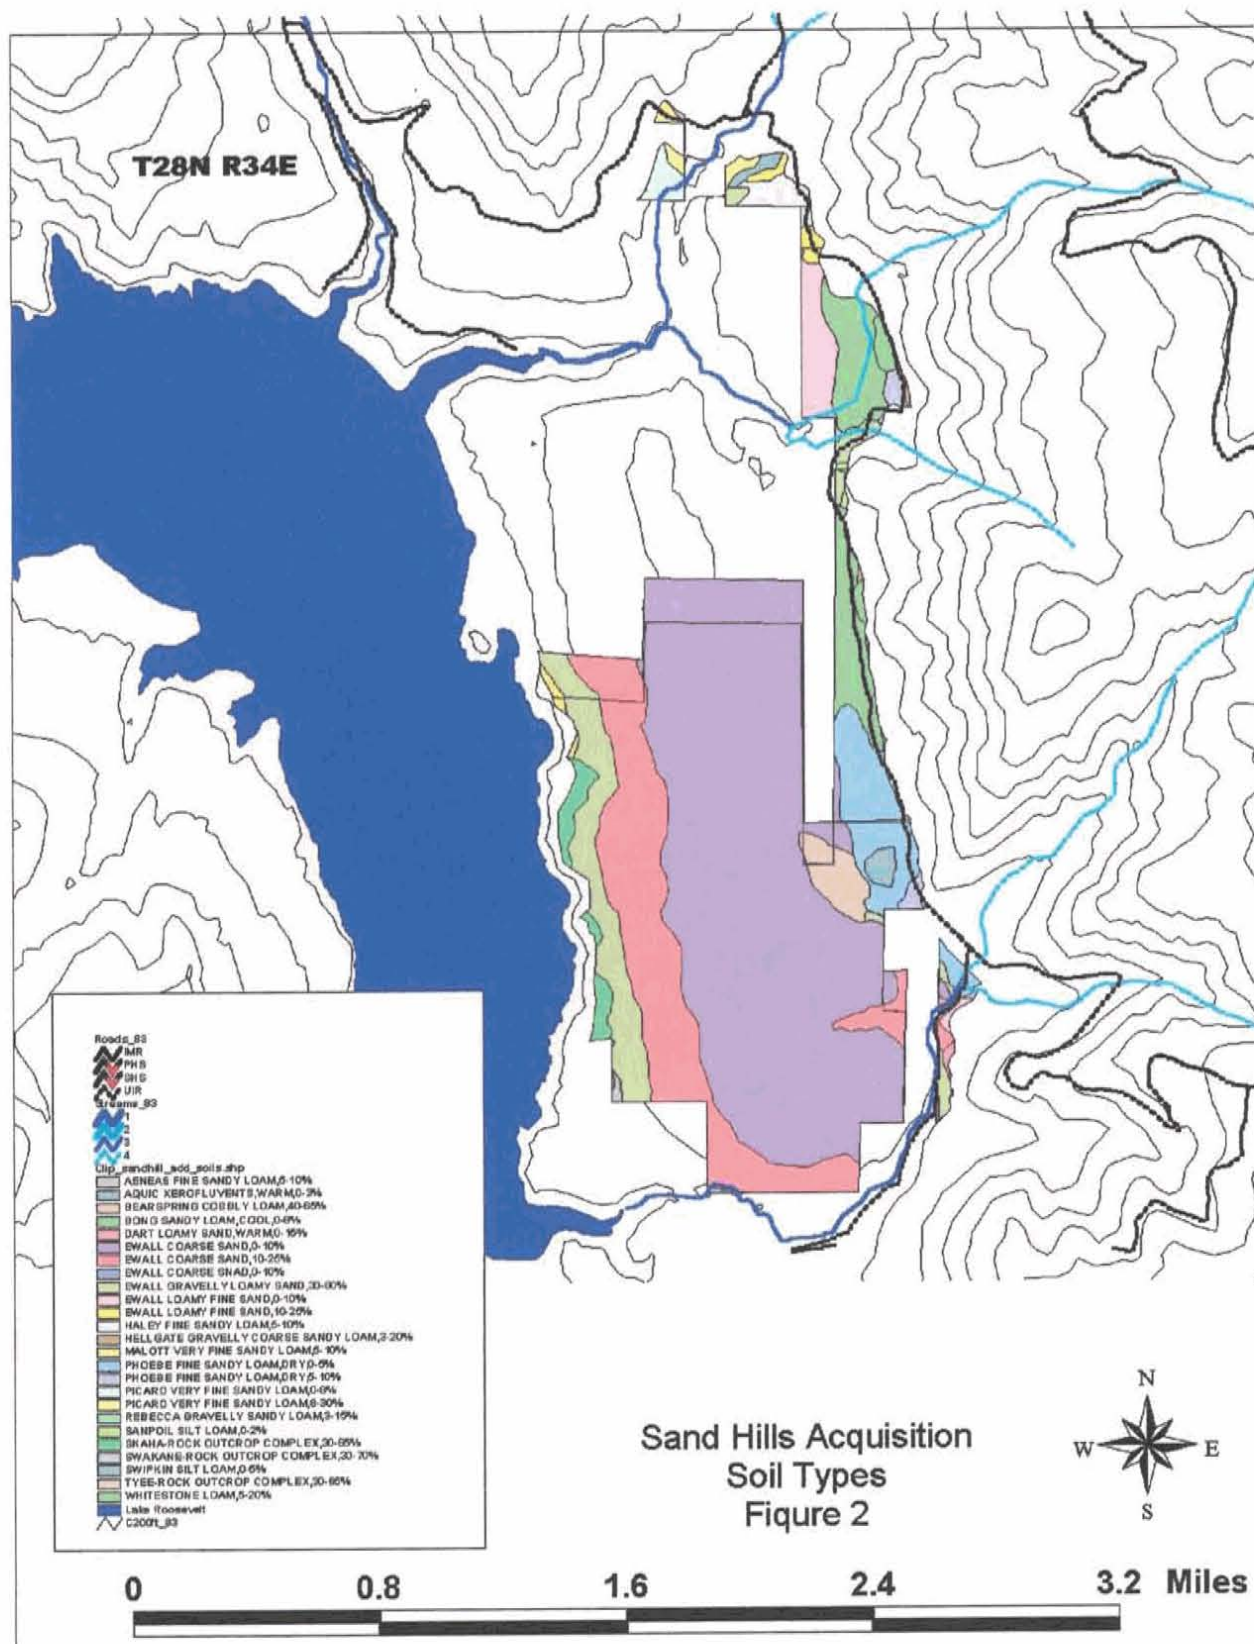 T28N R34E
Roads_83
IMR
PHS
SHS
UIR
Streams_83
1
2
3
4
Clip_sandhill_add_soils.shp
AENEAS FINE SANDY LOAM,5-10%
AQUIC XEROFLUVENTS,WARM,0-3%
BEARSPRING COBBLY LOAM,40-65%
BONG SANDY LOAM,COOL,0-8%
DART LOAMY SAND,WARM,0-15%
EWALL COARSE SAND,0-10%
EWALL COARSE SAND,10-25%
EWALL COARSE SNAD,0-10%
EWALL GRAVELLY LOAMY SAND,30-60%
EWALL LOAMY FINE SAND,0-10%
EWALL LOAMY FINE SAND,10-25%
HALEY FINE SANDY LOAM,5-10%
HELLGATE GRAVELLY COARSE SANDY LOAM,3-20%
MALOTT VERY FINE SANDY LOAM,5-10%
PHOEBE FINE SANDY LOAM,DRY,0-5%
PHOEBE FINE SANDY LOAM,DRY,5-10%
PICARD VERY FINE SANDY LOAM,0-8%
PICARD VERY FINE SANDY LOAM,8-30%
REBECCA GRAVELLY SANDY LOAM,3-15%
SANPOIL SILT LOAM,0-2%
SKAHA-ROCK OUTCROP COMPLEX,30-65%
SWAKANE-ROCK OUTCROP COMPLEX,30-70%
SWIPKIN SILT LOAM,0-5%
TYEE-ROCK OUTCROP COMPLEX,30-65%
WHITESTONE LOAM,5-20%
Lake Roosevelt
C200ft_83
Sand Hills Acquisition
Soil Types
Fiqure 2
N
W E
S
0 0.8 1.6 2.4 3.2 Miles